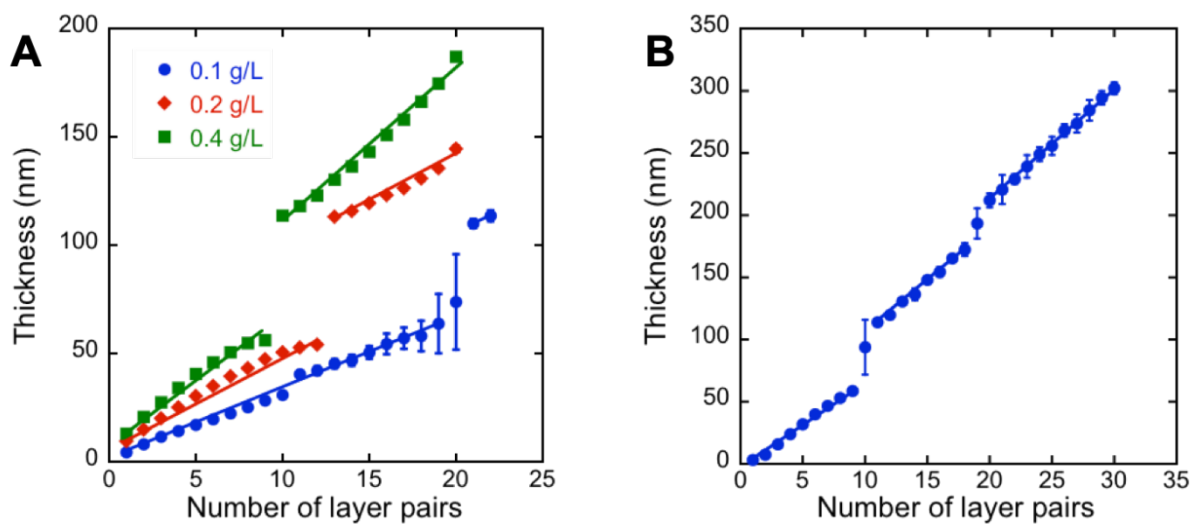 A
200
150
100
50
0
0 5 10 15 20 25
Thickness (nm)
Number of layer pairs
0.1 g/L
0.2 g/L
0.4 g/L
B
350
300
250
200
150
100
50
0
0 5 10 15 20 25 30 35
Thickness (nm)
Number of layer pairs